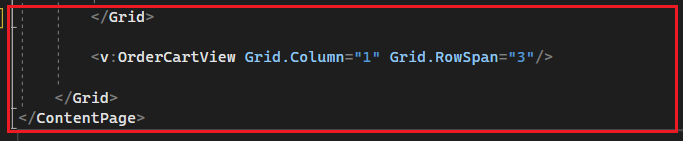 </Grid>
<v:OrderCartView Grid.Column="1" Grid.RowSpan="3"/>
</Grid>
</ContentPage>